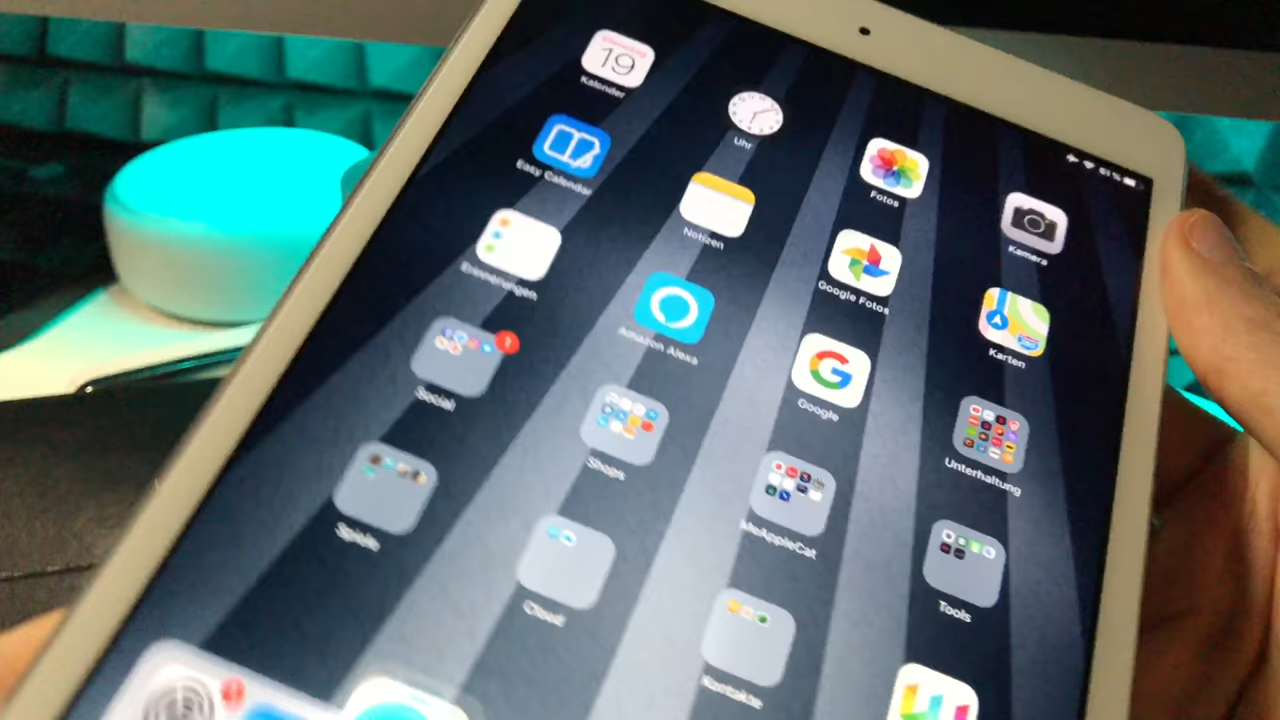 19
Kalender
Uhr
Fotos
Kamera
Easy Calendar
Notizen
Google Fotos
Karten
Erinnerungen
Amazon Alexa
Google
Unterhaltung
Social
Shops
MeAppleCat
Tools
Spiele
Cloud
Kontakte